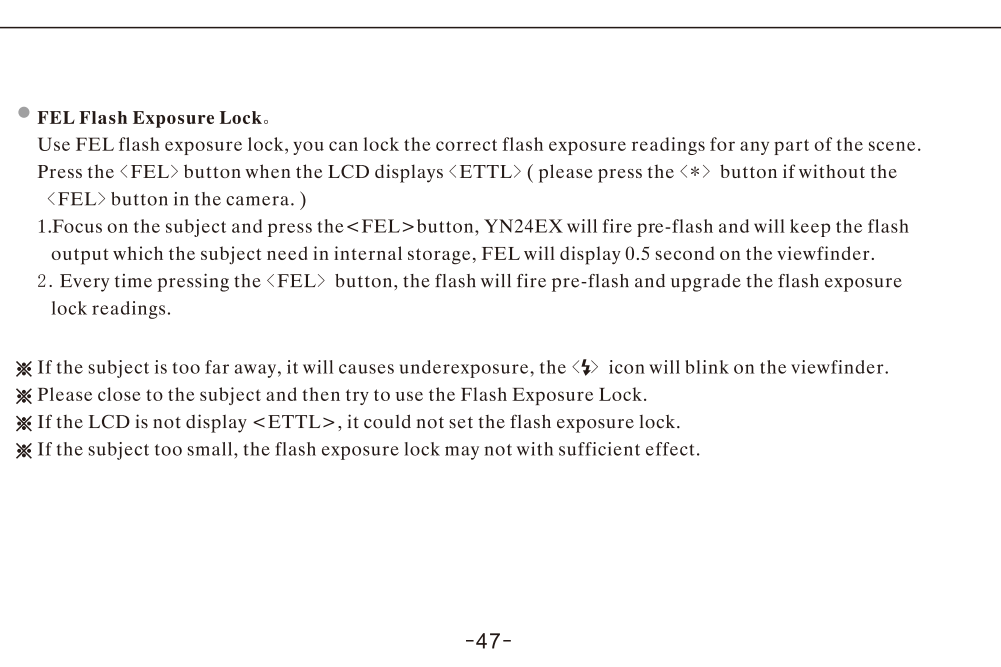 ● FEL Flash Exposure Lock。
Use FEL flash exposure lock, you can lock the correct flash exposure readings for any part of the scene.
Press the〈FEL〉button when the LCD displays〈ETTL〉( please press the〈*〉 button if without the
〈FEL〉button in the camera. )
1.Focus on the subject and press the<FEL>button, YN24EX will fire pre-flash and will keep the flash
output which the subject need in internal storage, FEL will display 0.5 second on the viewfinder.
2. Every time pressing the〈FEL〉 button, the flash will fire pre-flash and upgrade the flash exposure
lock readings.
※ If the subject is too far away, it will causes underexposure, the〈⚡〉 icon will blink on the viewfinder.
※ Please close to the subject and then try to use the Flash Exposure Lock.
※ If the LCD is not display <ETTL>, it could not set the flash exposure lock.
※ If the subject too small, the flash exposure lock may not with sufficient effect.
-47-